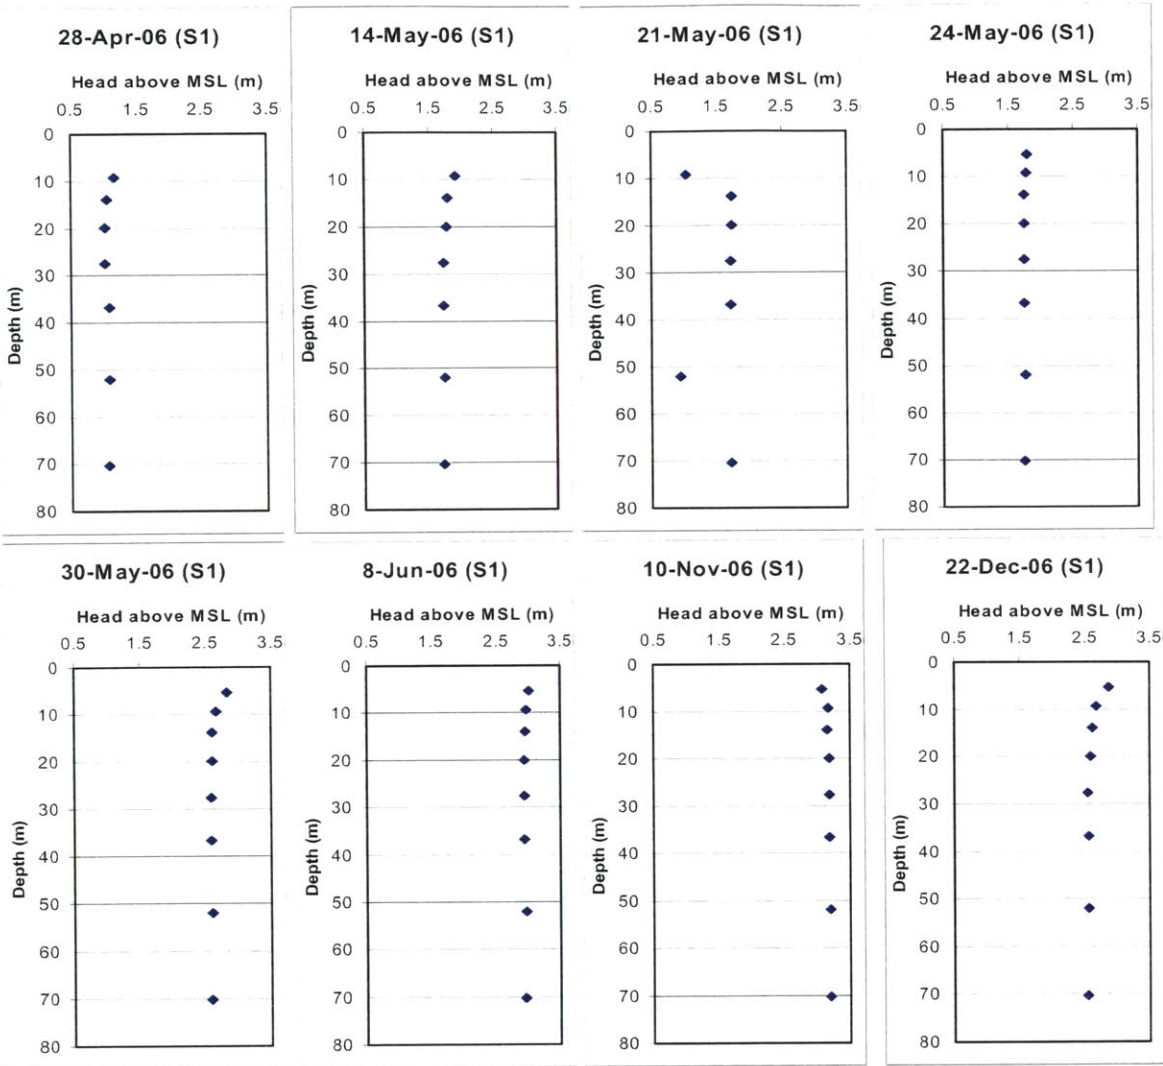 28-Apr-06 (S1)
Head above MSL (m)
0.5 1.5 2.5 3.5
0
10
20
30
40
50
60
70
80
Depth (m)
14-May-06 (S1)
Head above MSL (m)
0.5 1.5 2.5 3.5
0
10
20
30
40
50
60
70
80
Depth (m)
21-May-06 (S1)
Head above MSL (m)
0.5 1.5 2.5 3.5
0
10
20
30
40
50
60
70
80
Depth (m)
24-May-06 (S1)
Head above MSL (m)
0.5 1.5 2.5 3.5
0
10
20
30
40
50
60
70
80
Depth (m)
30-May-06 (S1)
Head above MSL (m)
0.5 1.5 2.5 3.5
0
10
20
30
40
50
60
70
80
Depth (m)
8-Jun-06 (S1)
Head above MSL (m)
0.5 1.5 2.5 3.5
0
10
20
30
40
50
60
70
80
Depth (m)
10-Nov-06 (S1)
Head above MSL (m)
0.5 1.5 2.5 3.5
0
10
20
30
40
50
60
70
80
Depth (m)
22-Dec-06 (S1)
Head above MSL (m)
0.5 1.5 2.5 3.5
0
10
20
30
40
50
60
70
80
Depth (m)